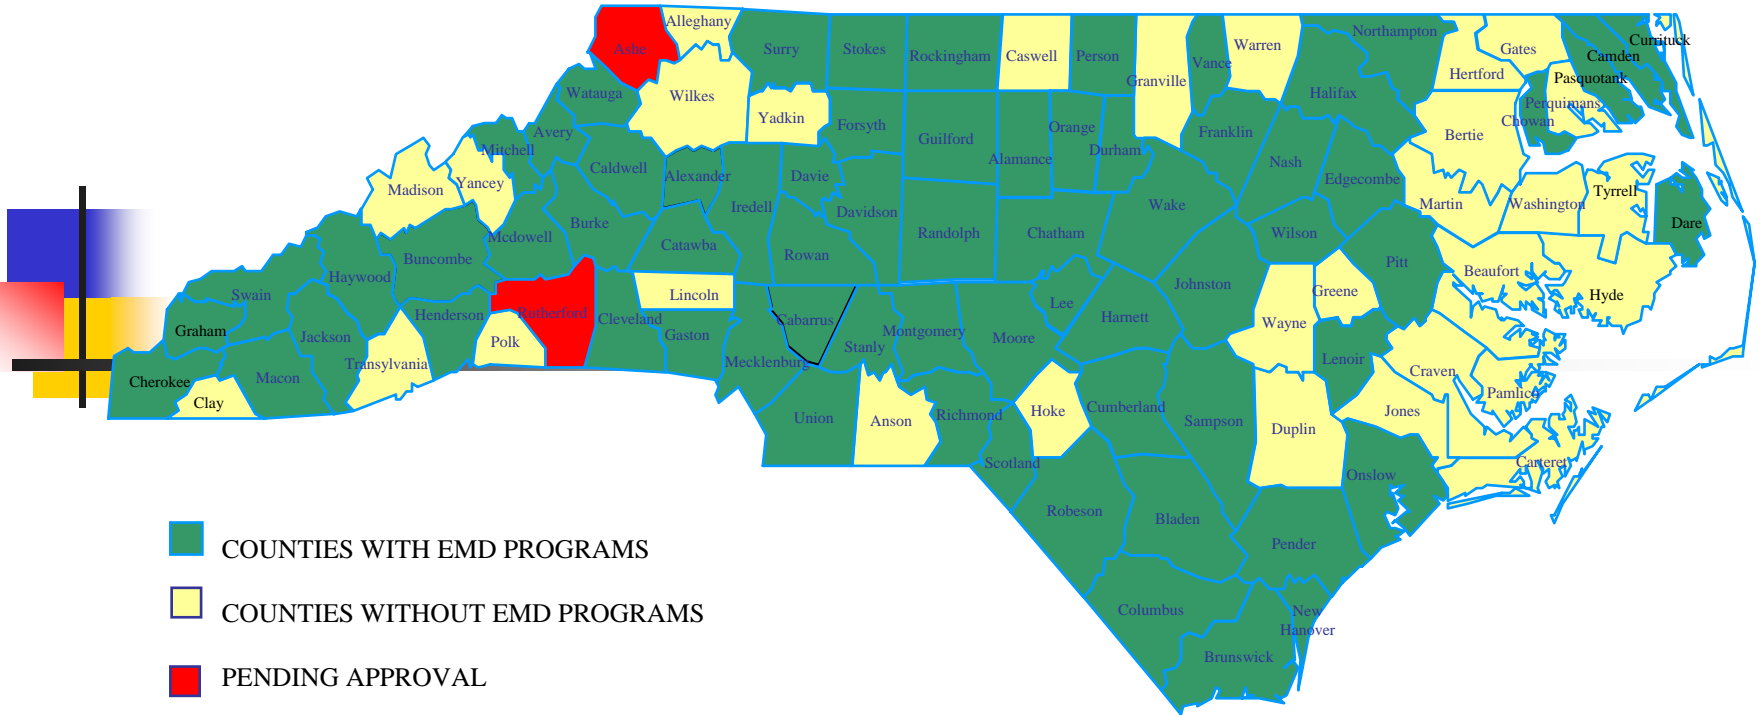 Alleghany
Ashe
Surry
Stokes
Rockingham
Caswell
Person
Granville
Vance
Warren
Northampton
Gates
Hertford
Currituck
Camden
Pasquotank
Perquimans
Chowan
Watauga
Wilkes
Yadkin
Forsyth
Guilford
Alamance
Orange
Durham
Franklin
Halifax
Bertie
Avery
Mitchell
Caldwell
Alexander
Davie
Nash
Edgecombe
Madison
Yancey
Iredell
Davidson
Randolph
Chatham
Wake
Wilson
Martin
Washington
Tyrrell
Dare
Mcdowell
Burke
Catawba
Rowan
Buncombe
Haywood
Swain
Johnston
Pitt
Beaufort
Hyde
Greene
Lincoln
Graham
Jackson
Henderson
Rutherford
Cleveland
Gaston
Cabarrus
Stanly
Montgomery
Moore
Lee
Harnett
Wayne
Lenoir
Polk
Transylvania
Mecklenburg
Craven
Pamlico
Cherokee
Macon
Clay
Union
Anson
Richmond
Hoke
Cumberland
Sampson
Duplin
Jones
Scotland
Onslow
Carteret
Robeson
Bladen
Pender
Columbus
New
Hanover
Brunswick
COUNTIES WITH EMD PROGRAMS
COUNTIES WITHOUT EMD PROGRAMS
PENDING APPROVAL